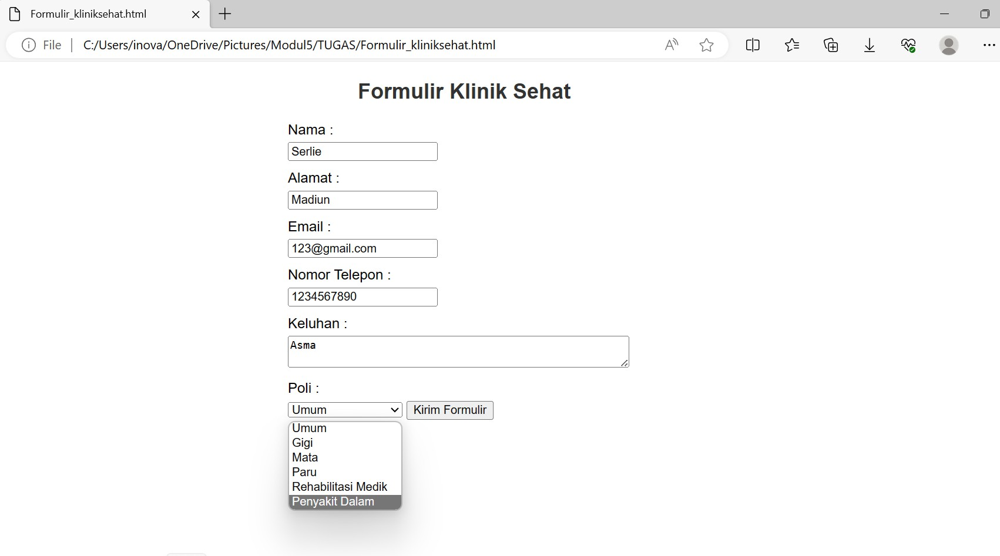 Formulir_kliniksehat.html
File
C:/Users/inova/OneDrive/Pictures/Modul5/TUGAS/Formulir_kliniksehat.html
Formulir Klinik Sehat
Nama :
Serlie
Alamat :
Madiun
Email :
123@gmail.com
Nomor Telepon :
1234567890
Keluhan :
Asma
Poli :
Umum
Kirim Formulir
Umum
Gigi
Mata
Paru
Rehabilitasi Medik
Penyakit Dalam